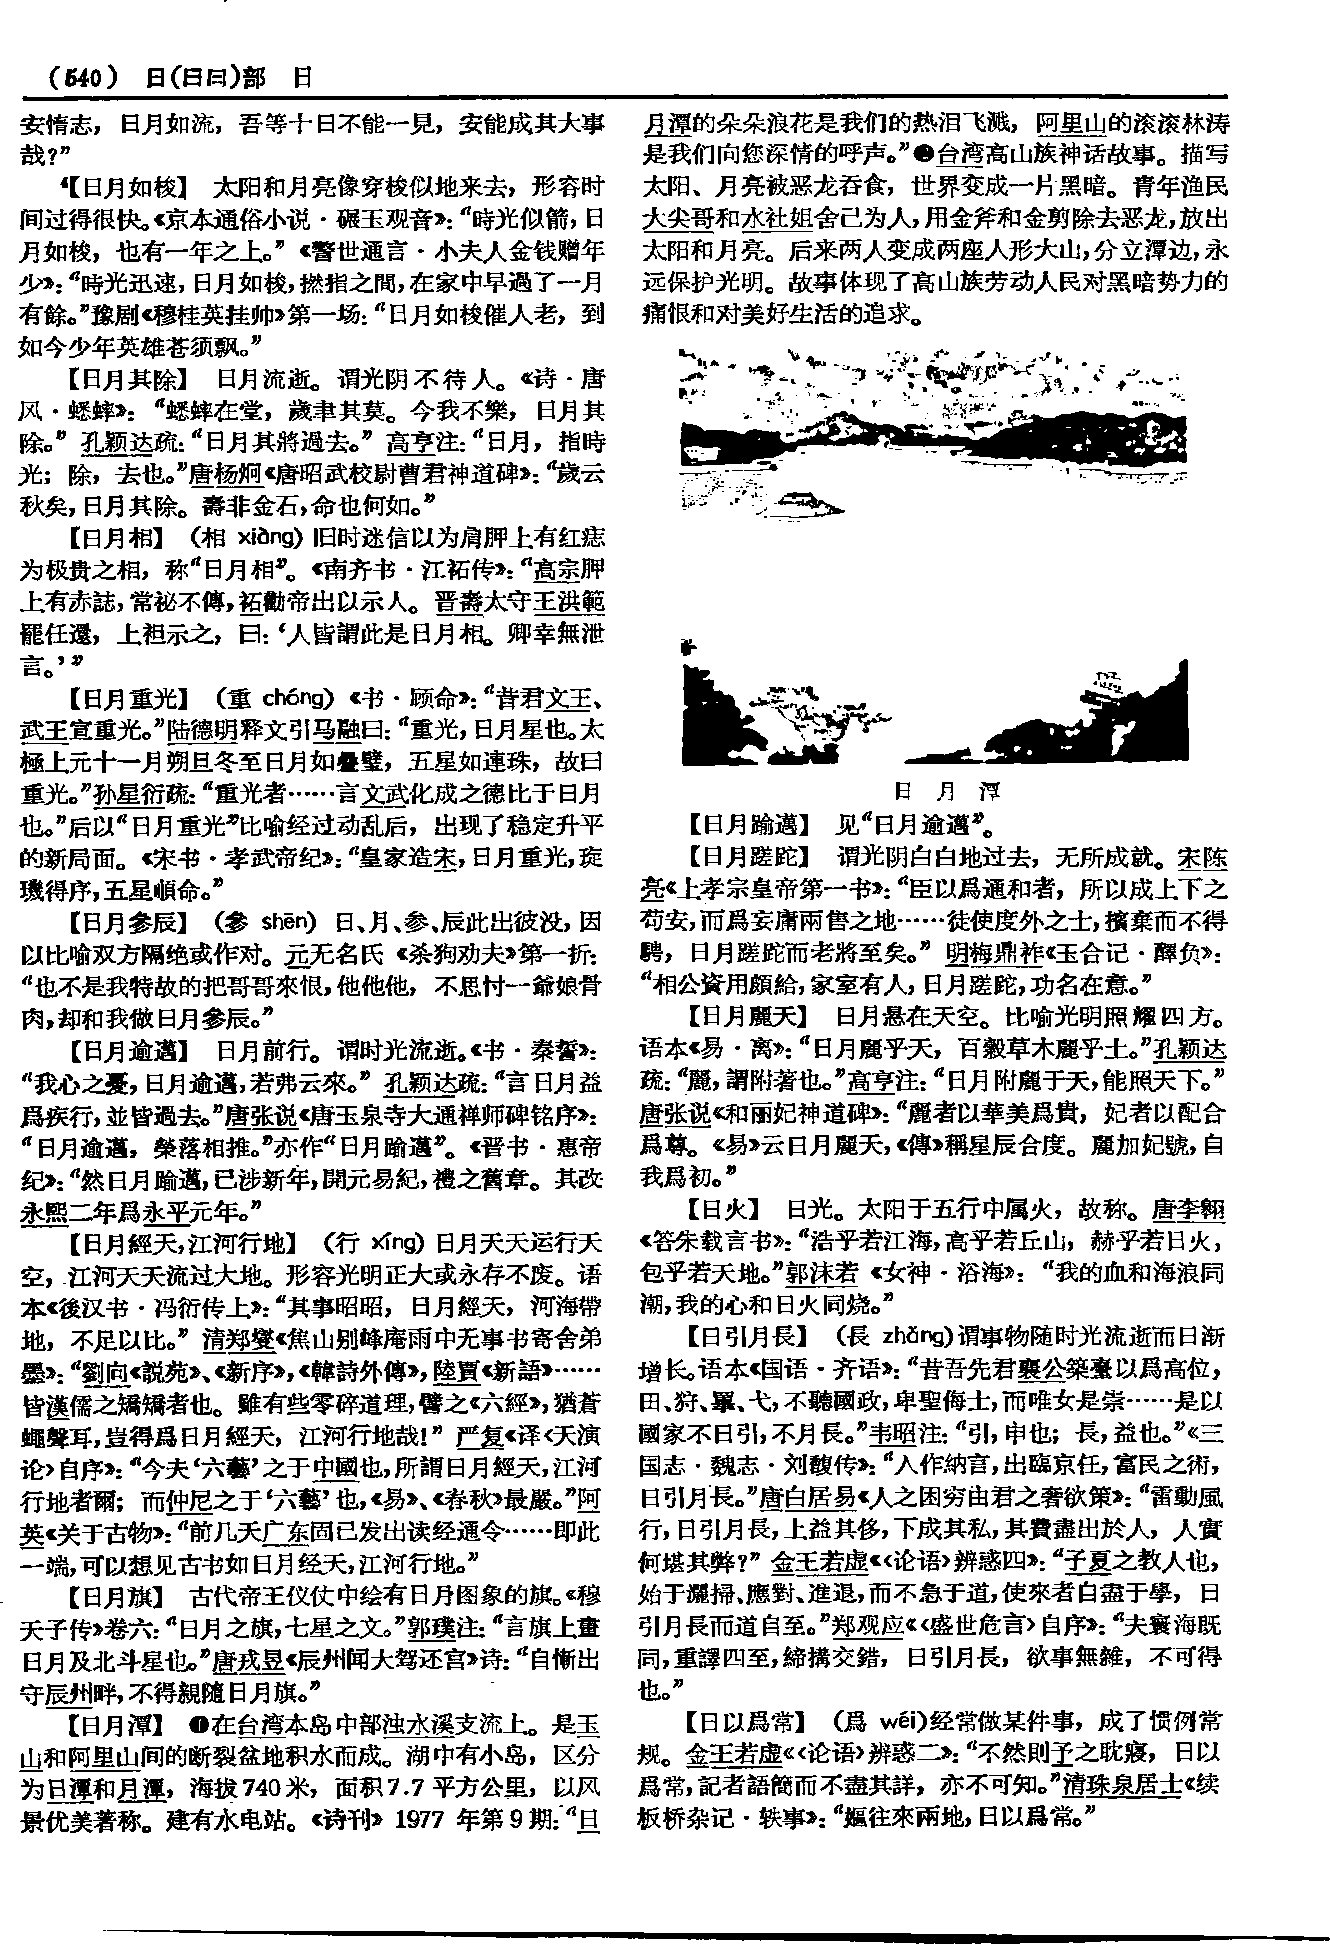 (540) 日(日曰)部 日
安惰志，日月如流，吾等十日不能一見，安能成其大事
哉？”
【日月如梭】 太阳和月亮像穿梭似地来去，形容时
间过得很快。《京本通俗小说·碾玉观音》：“時光似箭，日
月如梭，也有一年之上。”《警世通言·小夫人金钱赠年
少》：“時光迅速，日月如梭，撚指之間，在家中早過了一月
有餘。”豫剧《穆桂英挂帅》第一场：“日月如梭催人老，到
如今少年英雄苍须飘。”
【日月其除】 日月流逝。谓光阴不待人。《诗·唐
风·蟋蟀》：“蟋蟀在堂，歲聿其莫。今我不樂，日月其
除。”孔颖达疏：“日月其將過去。”高亨注：“日月，指時
光；除，去也。”唐杨炯《唐昭武校尉曹君神道碑》：“歲云
秋矣，日月其除。壽非金石，命也何如。”
【日月相】 （相 xiàng）旧时迷信以为肩胛上有红痣
为极贵之相，称“日月相”。《南齐书·江祏传》：“高宗胛
上有赤誌，常祕不傳，祏勸帝出以示人。晋壽太守王洪範
罷任還，上袒示之，曰：‘人皆謂此是日月相。卿幸無泄
言。’”
【日月重光】 （重 chóng）《书·顾命》：“昔君文王、
武王宣重光。”陆德明释文引马融曰：“重光，日月星也。太
極上元十一月朔旦冬至日月如疊璧，五星如連珠，故曰
重光。”孙星衍疏：“重光者……言文武化成之德比于日月
也。”后以“日月重光”比喻经过动乱后，出现了稳定升平
的新局面。《宋书·孝武帝纪》：“皇家造宋，日月重光，琁
璣得序，五星順命。”
【日月參辰】 （參 shēn）日、月、参、辰此出彼没，因
以比喻双方隔绝或作对。元无名氏《杀狗劝夫》第一折：
“也不是我特故的把哥哥來恨，他他他，不思忖一爺娘骨
肉，却和我做日月參辰。”
【日月逾邁】 日月前行。谓时光流逝。《书·秦誓》：
“我心之憂，日月逾邁，若弗云來。”孔颖达疏：“言日月益
爲疾行，並皆過去。”唐张说《唐玉泉寺大通禅师碑铭序》：
“日月逾邁，榮落相推。”亦作“日月踰邁”。《晋书·惠帝
纪》：“然日月踰邁，已涉新年，開元易紀，禮之舊章。其改
永熙二年爲永平元年。”
【日月經天，江河行地】 （行 xíng）日月天天运行天
空，江河天天流过大地。形容光明正大或永存不废。语
本《後汉书·冯衍传上》：“其事昭昭，日月經天，河海帶
地，不足以比。”清郑燮《焦山别峰庵雨中无事书寄舍弟
墨》：“劉向《說苑》、《新序》，《韓詩外傳》，陸賈《新語》……
皆漢儒之矯矯者也。雖有些零碎道理，譬之《六經》，猶蒼
蠅聲耳，豈得爲日月經天，江河行地哉！”严复《译〈天演
论〉自序》：“今夫‘六藝’之于中國也，所謂日月經天，江河
行地者爾；而仲尼之于‘六藝’也，《易》、《春秋》最嚴。”阿
英《关于古物》：“前几天广东固已发出读经通令……即此
一端，可以想见古书如日月经天，江河行地。”
【日月旗】 古代帝王仪仗中绘有日月图象的旗。《穆
天子传》卷六：“日月之旗，七星之文。”郭璞注：“言旗上畫
日月及北斗星也。”唐戎昱《辰州闻大驾还宫》诗：“自慚出
守辰州畔，不得親隨日月旗。”
【日月潭】 ❶在台湾本岛中部浊水溪支流上。是玉
山和阿里山间的断裂盆地积水而成。湖中有小岛，区分
为日潭和月潭，海拔740米，面积7.7平方公里，以风
景优美著称。建有水电站。《诗刊》1977年第9期：“日
月潭的朵朵浪花是我们的热泪飞溅，阿里山的滚滚林涛
是我们向您深情的呼声。”❷台湾高山族神话故事。描写
太阳、月亮被恶龙吞食，世界变成一片黑暗。青年渔民
大尖哥和水社姐舍己为人，用金斧和金剪除去恶龙，放出
太阳和月亮。后来两人变成两座人形大山，分立潭边，永
远保护光明。故事体现了高山族劳动人民对黑暗势力的
痛恨和对美好生活的追求。
日 月 潭
【日月踰邁】 见“日月逾邁”。
【日月蹉跎】 谓光阴白白地过去，无所成就。宋陈
亮《上孝宗皇帝第一书》：“臣以爲通和者，所以成上下之
苟安，而爲妄庸兩售之地……徒使度外之士，擯棄而不得
騁，日月蹉跎而老將至矣。”明梅鼎祚《玉合记·醳负》：
“相公資用頗給，家室有人，日月蹉跎，功名在意。”
【日月麗天】 日月悬在天空。比喻光明照耀四方。
语本《易·离》：“日月麗乎天，百穀草木麗乎土。”孔颖达
疏：“麗，謂附著也。”高亨注：“日月附麗于天，能照天下。”
唐张说《和丽妃神道碑》：“麗者以華美爲貴，妃者以配合
爲尊。《易》云日月麗天，《傳》稱星辰合度。麗加妃號，自
我爲初。”
【日火】 日光。太阳于五行中属火，故称。唐李翱
《答朱载言书》：“浩乎若江海，高乎若丘山，赫乎若日火，
包乎若天地。”郭沫若《女神·浴海》：“我的血和海浪同
潮，我的心和日火同烧。”
【日引月長】 （長 zhǎng）谓事物随时光流逝而日渐
增长。语本《国语·齐语》：“昔吾先君襄公築臺以爲高位，
田、狩、罼、弋，不聽國政，卑聖侮士，而唯女是崇……是以
國家不日引，不月長。”韦昭注：“引，申也；長，益也。”《三
国志·魏志·刘馥传》：“入作納言，出臨京任，富民之術，
日引月長。”唐白居易《人之困穷由君之奢欲策》：“雷動風
行，日引月長，上益其侈，下成其私，其費盡出於人，人實
何堪其弊？”金王若虚《〈论语〉辨惑四》：“子夏之教人也，
始于灑掃、應對、進退，而不急于道，使來者自盡于學，日
引月長而道自至。”郑观应《〈盛世危言〉自序》：“夫寰海既
同，重譯四至，締搆交錯，日引月長，欲事無雜，不可得
也。”
【日以爲常】 （爲 wéi）经常做某件事，成了惯例常
规。金王若虚《〈论语〉辨惑二》：“不然則予之耽寢，日以
爲常，記者語簡而不盡其詳，亦不可知。”清珠泉居士《续
板桥杂记·轶事》：“嫗往來兩地，日以爲常。”